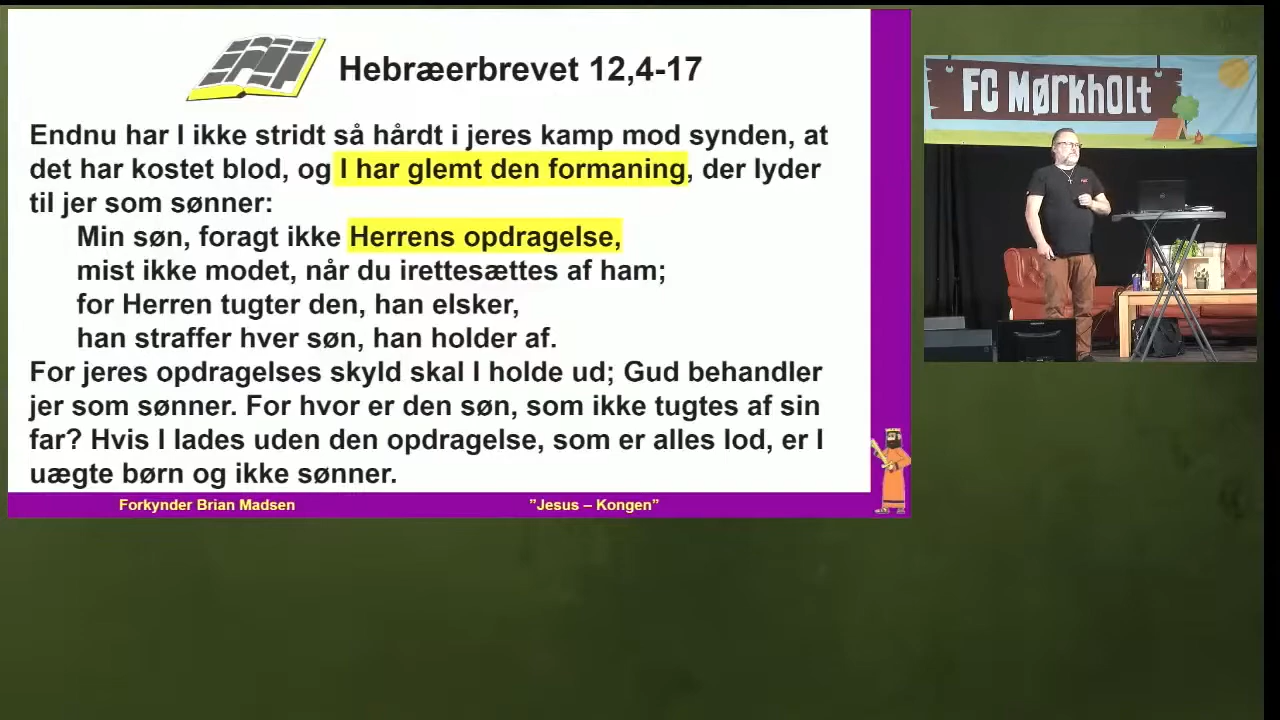 Hebræerbrevet 12,4-17
Endnu har I ikke stridt så hårdt i jeres kamp mod synden, at
det har kostet blod, og I har glemt den formaning, der lyder
til jer som sønner:
Min søn, foragt ikke Herrens opdragelse,
mist ikke modet, når du irettesættes af ham;
for Herren tugter den, han elsker,
han straffer hver søn, han holder af.
For jeres opdragelses skyld skal I holde ud; Gud behandler
jer som sønner. For hvor er den søn, som ikke tugtes af sin
far? Hvis I lades uden den opdragelse, som er alles lod, er I
uægte børn og ikke sønner.
Forkynder Brian Madsen
”Jesus – Kongen”
FC Mørkholt